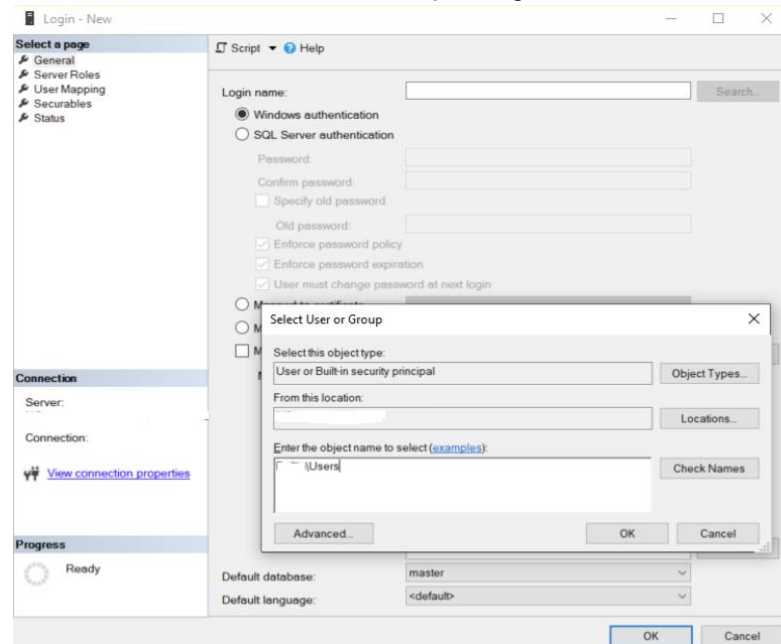 Login - New
Select a page
General
Server Roles
User Mapping
Securables
Status
Script Help
Login name:
Search...
Windows authentication
SQL Server authentication
Password:
Confirm password:
Specify old password
Old password:
Enforce password policy
Enforce password expiration
User must change password at next login
Select User or Group
Select this object type:
User or Built-in security principal
Object Types...
From this location:
Locations...
Enter the object name to select (examples):
\Users
Check Names
Advanced...
OK
Cancel
Connection
Server:
Connection:
View connection properties
Progress
Ready
Default database:
master
Default language:
<default>
OK
Cancel